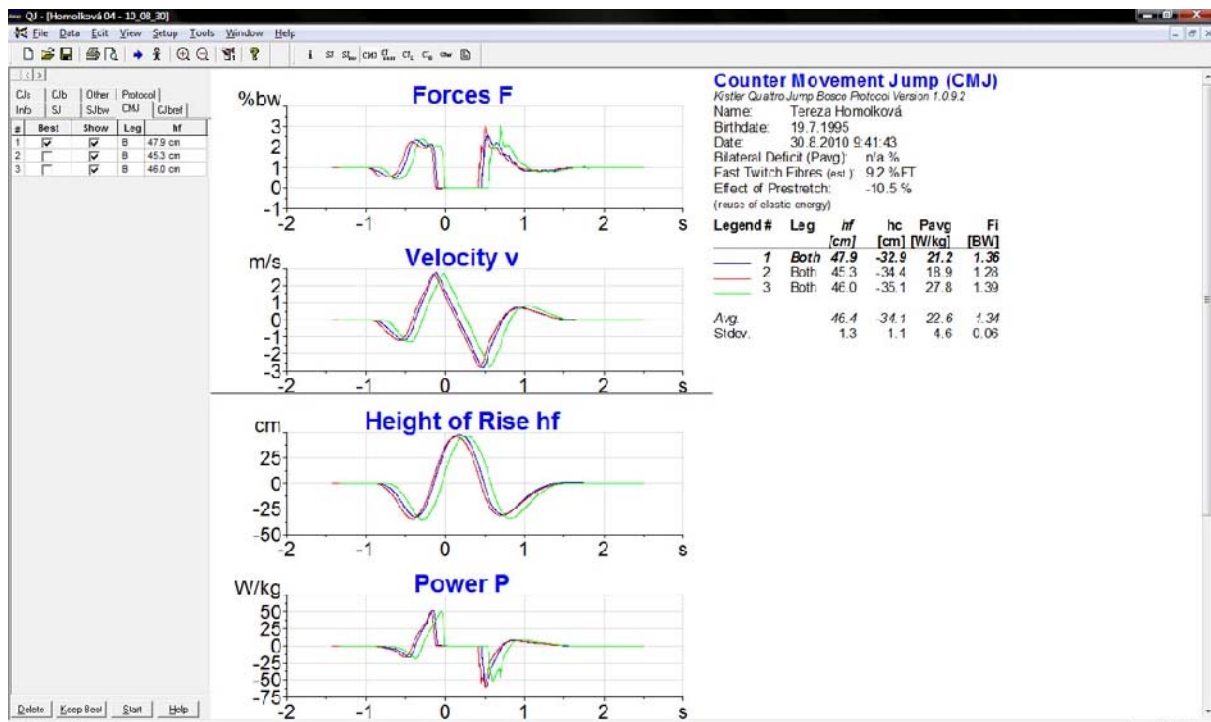 QJ - [Homolková 04 - 10_08_30]
File Data Edit View Setup Tools Window Help
i SJ
CJs CJb Other Protocol
Info SJ SJbw CMJ CJbref
# Best Show Leg hf
1 B 47.9 cm
2 B 45.3 cm
3 B 46.0 cm
Forces F
%bw
3
2
1
0
-1
-2 -1 0 1 2 s
Velocity v
m/s
2
1
0
-1
-2
-3
-2 -1 0 1 2 s
Height of Rise hf
cm
25
0
-25
-50
-2 -1 0 1 2 s
Power P
W/kg
50
25
0
-25
-50
-75
-2 -1 0 1 2 s
Counter Movement Jump (CMJ)
Kistler Quattro Jump Bosco Protocol Version 1.0.9.2
Name: Tereza Homolková
Birthdate: 19.7.1995
Date: 30.8.2010 9:41:43
Bilateral Deficit (Pavg): n/a %
Fast Twitch Fibres (est.): 9.2 %FT
Effect of Prestretch: -10.5 %
(reuse of elastic energy)
Legend # Leg hf hc Pavg Fi
[cm] [cm] [W/kg] [BW]
1 Both 47.9 -32.9 21.2 1.36
2 Both 45.3 -34.4 18.9 1.28
3 Both 46.0 -35.1 27.8 1.39
Avg. 46.4 -34.1 22.6 1.34
Stdev. 1.3 1.1 4.6 0.06
Delete Keep Best Start Help